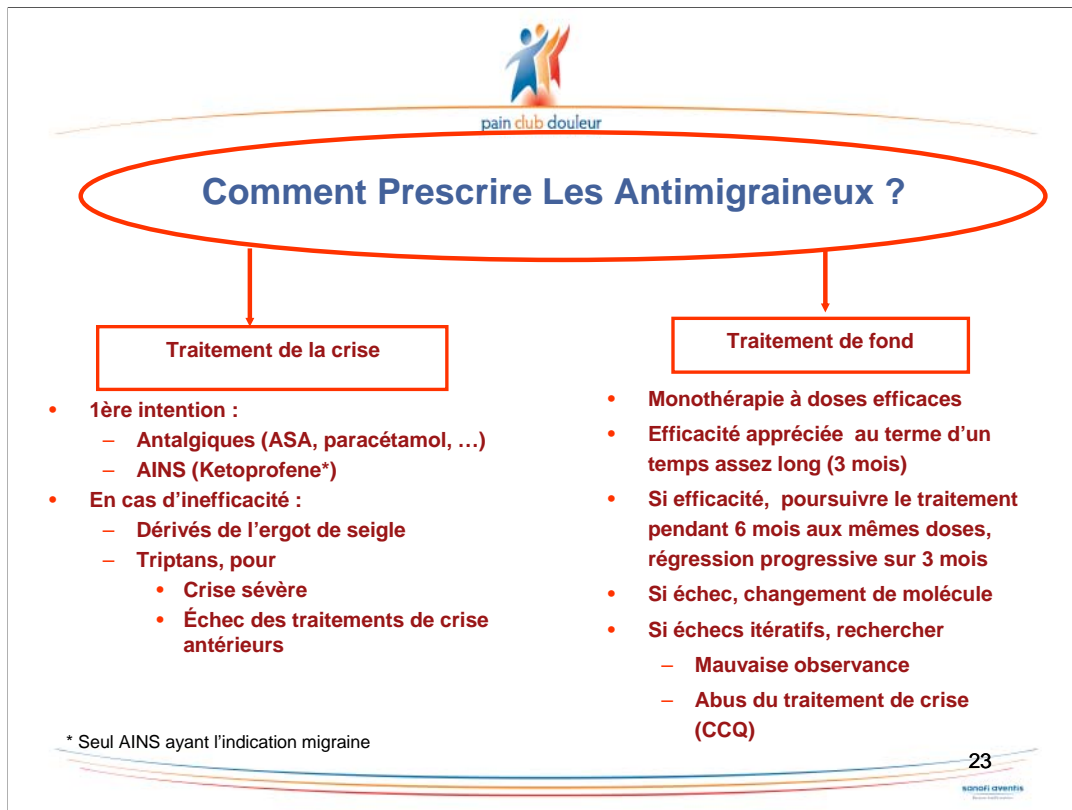 pain club douleur
Comment Prescrire Les Antimigraineux ?
Traitement de la crise
• 1ère intention :
– Antalgiques (ASA, paracétamol, …)
– AINS (Ketoprofene*)
• En cas d’inefficacité :
– Dérivés de l’ergot de seigle
– Triptans, pour
• Crise sévère
• Échec des traitements de crise
antérieurs
* Seul AINS ayant l’indication migraine
Traitement de fond
• Monothérapie à doses efficaces
• Efficacité appréciée au terme d’un
temps assez long (3 mois)
• Si efficacité, poursuivre le traitement
pendant 6 mois aux mêmes doses,
régression progressive sur 3 mois
• Si échec, changement de molécule
• Si échecs itératifs, rechercher
– Mauvaise observance
– Abus du traitement de crise
(CCQ)
23
sanofi aventis